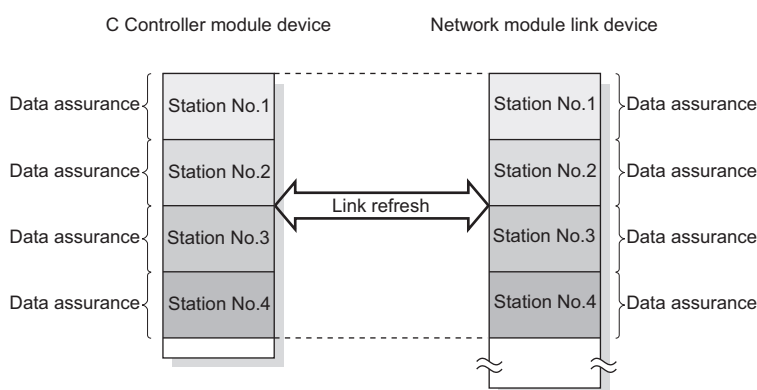 C Controller module device
Network module link device
Data assurance
Station No.1
Station No.1
Data assurance
Data assurance
Station No.2
Station No.2
Data assurance
Link refresh
Data assurance
Station No.3
Station No.3
Data assurance
Data assurance
Station No.4
Station No.4
Data assurance